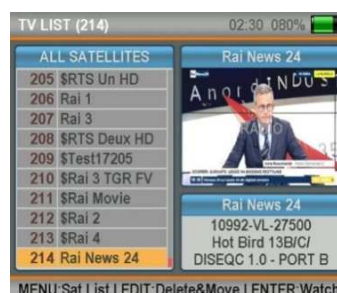 TV LIST (214) 02:30 080%
ALL SATELLITES
205 $RTS Un HD
206 Rai 1
207 Rai 3
208 $RTS Deux HD
209 $Test17205
210 $Rai 3 TGR FV
211 $Rai Movie
212 $Rai 2
213 $Rai 4
214 Rai News 24
Rai News 24
Rai News 24
10992-VL-27500
Hot Bird 13B/C/
DISEQC 1.0 - PORT B
MENU:Sat List EDIT:Delete&Move ENTER:Watch